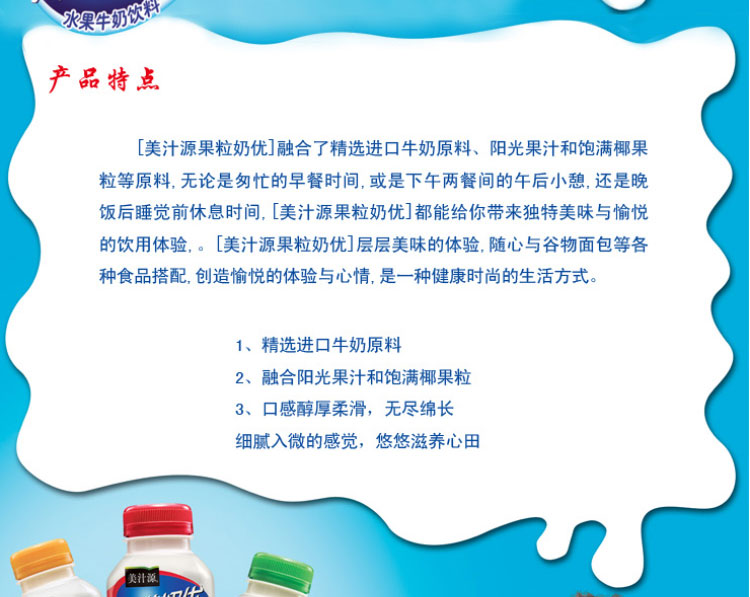 水果牛奶饮料
产品特点
[美汁源果粒奶优]融合了精选进口牛奶原料、阳光果汁和饱满椰果
粒等原料,无论是匆忙的早餐时间,或是下午两餐间的午后小憩,还是晚
饭后睡觉前休息时间,[美汁源果粒奶优]都能给你带来独特美味与愉悦
的饮用体验,。[美汁源果粒奶优]层层美味的体验,随心与谷物面包等各
种食品搭配,创造愉悦的体验与心情,是一种健康时尚的生活方式。
1、精选进口牛奶原料
2、融合阳光果汁和饱满椰果粒
3、口感醇厚柔滑，无尽绵长
细腻入微的感觉，悠悠滋养心田
美汁源